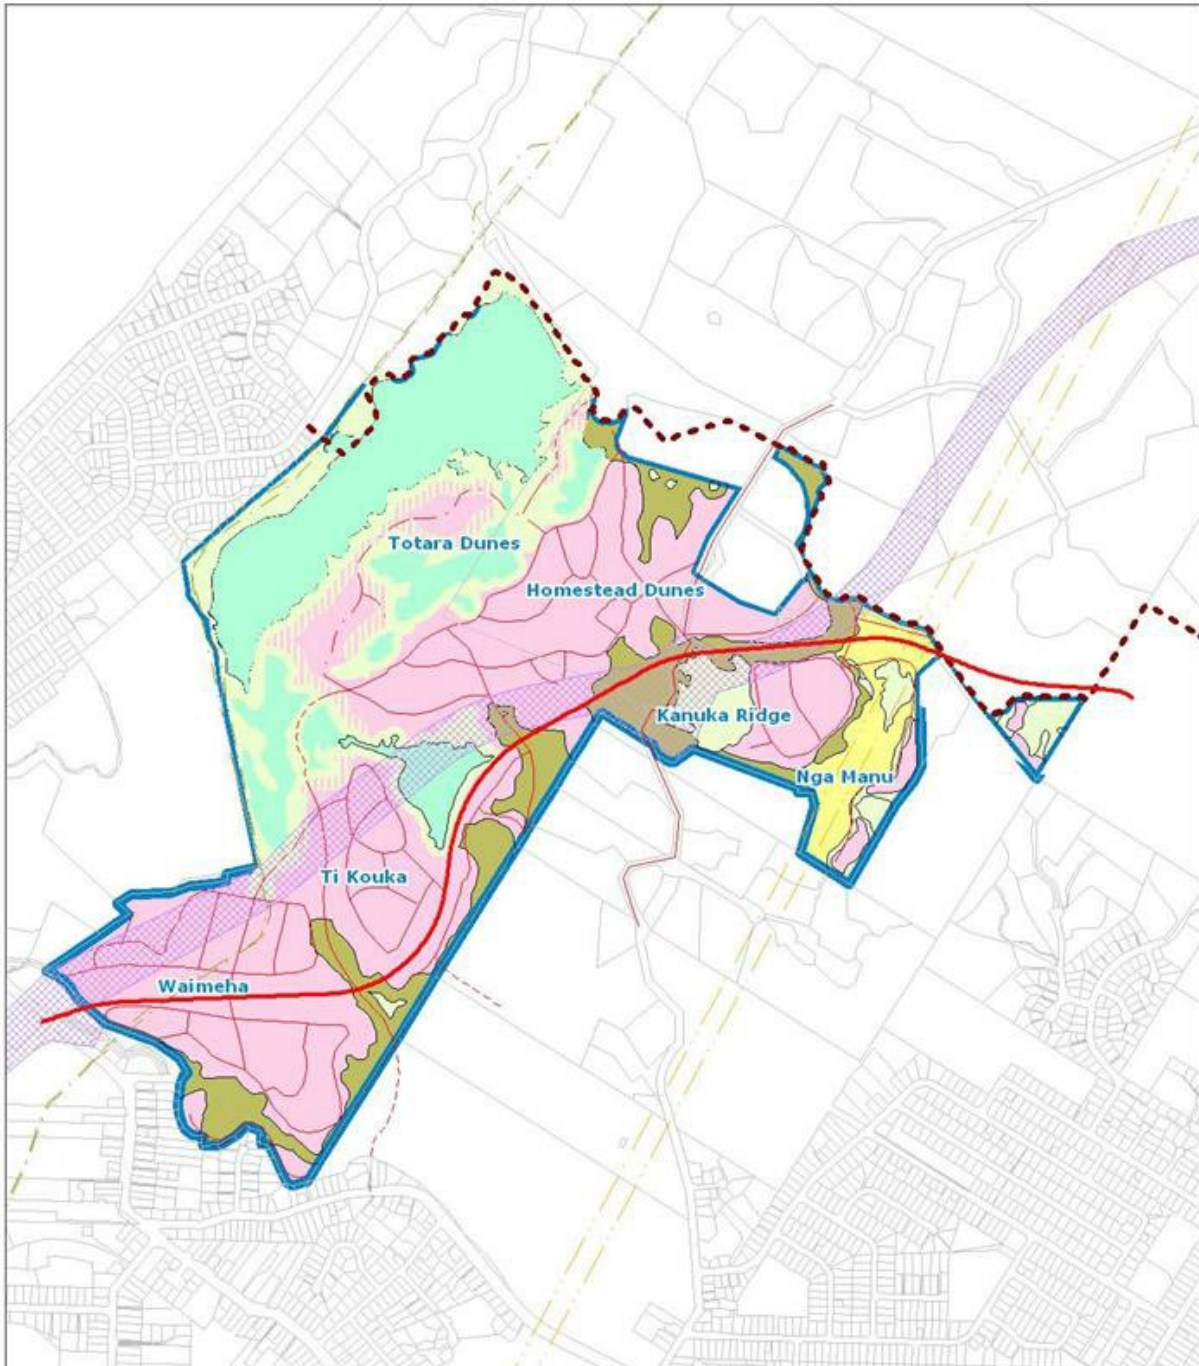 Totara Dunes
Homestead Dunes
Kanuka Ridge
Nga Manu
Ti Kouka
Waimeha